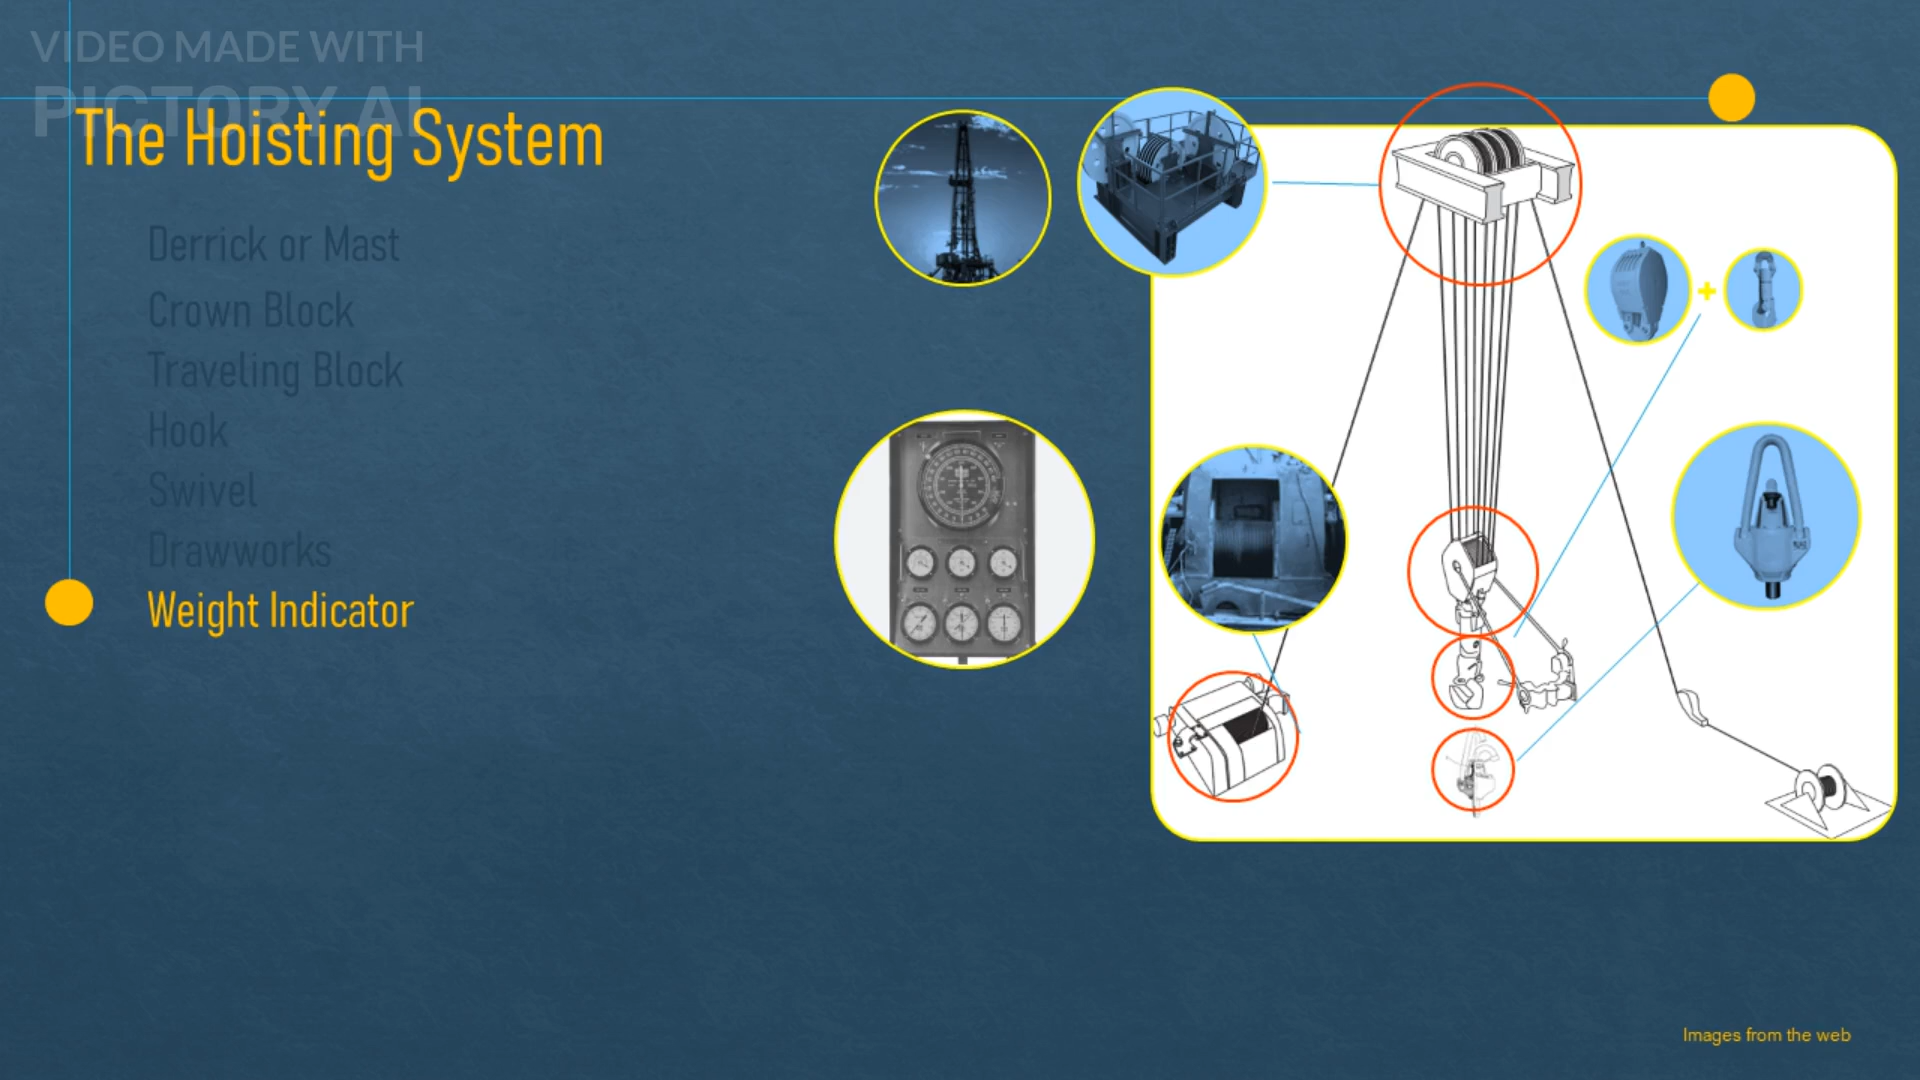 VIDEO MADE WITH
PICTORY AI
The Hoisting System
Derrick or Mast
Crown Block
Traveling Block
Hook
Swivel
Drawworks
Weight Indicator
Images from the web